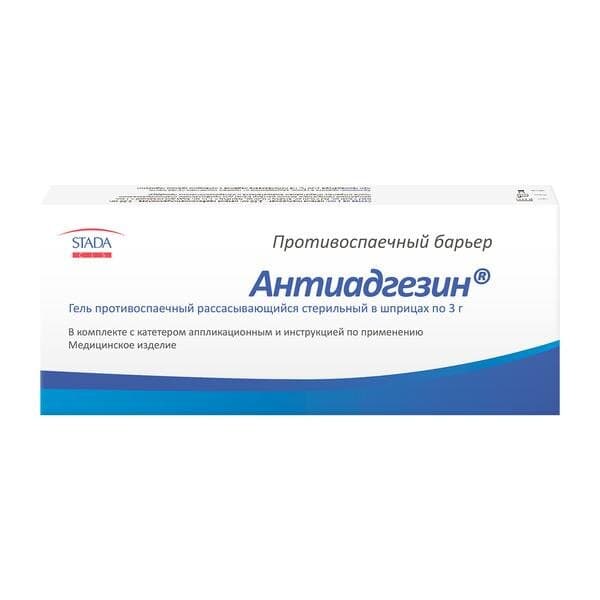 STADA
CIS
Противоспаечный барьер
Антиадгезин®
Гель противоспаечный рассасывающийся стерильный в шприцах по 3 г
В комплекте с катетером аппликационным и инструкцией по применению
Медицинское изделие